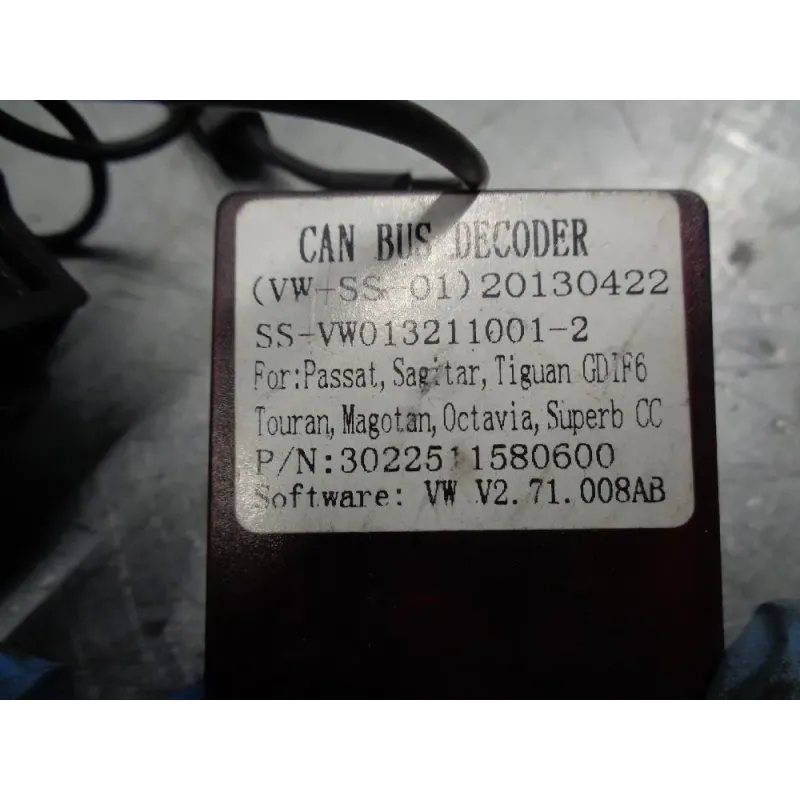 CAN BUS DECODER
(VW-SS-01)20130422
SS-VW013211001-2
For:Passat, Sagitar, Tiguan GDIF6
Touran, Magotan, Octavia, Superb CC
P/N:3022511580600
Software: VW V2.71.008AB